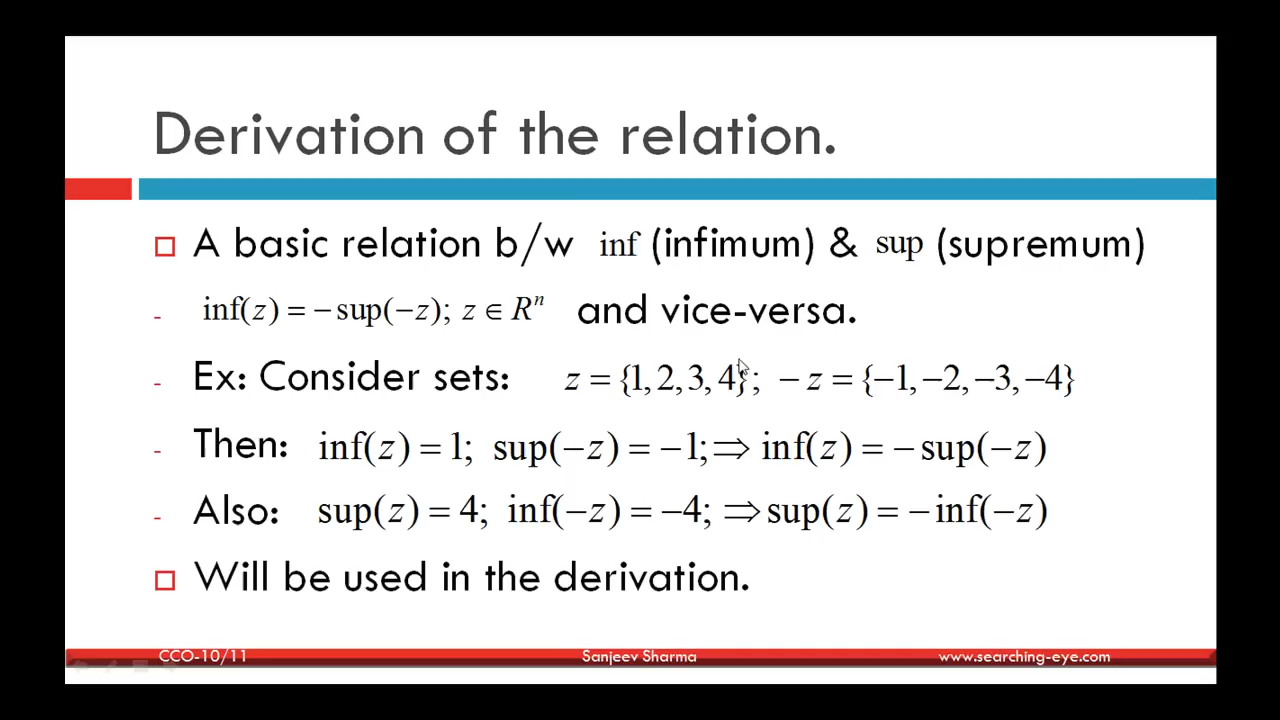 Derivation of the relation.
A basic relation b/w inf (infimum) & sup (supremum)
- inf(z) = − sup(−z); z ∈ Rⁿ and vice-versa.
- Ex: Consider sets: z = {1, 2, 3, 4}; − z = {−1, −2, −3, −4}
- Then: inf(z) = 1; sup(−z) = −1; ⇒ inf(z) = − sup(−z)
- Also: sup(z) = 4; inf(−z) = −4; ⇒ sup(z) = − inf(−z)
Will be used in the derivation.
CCO-10/11 Sanjeev Sharma www.searching-eye.com